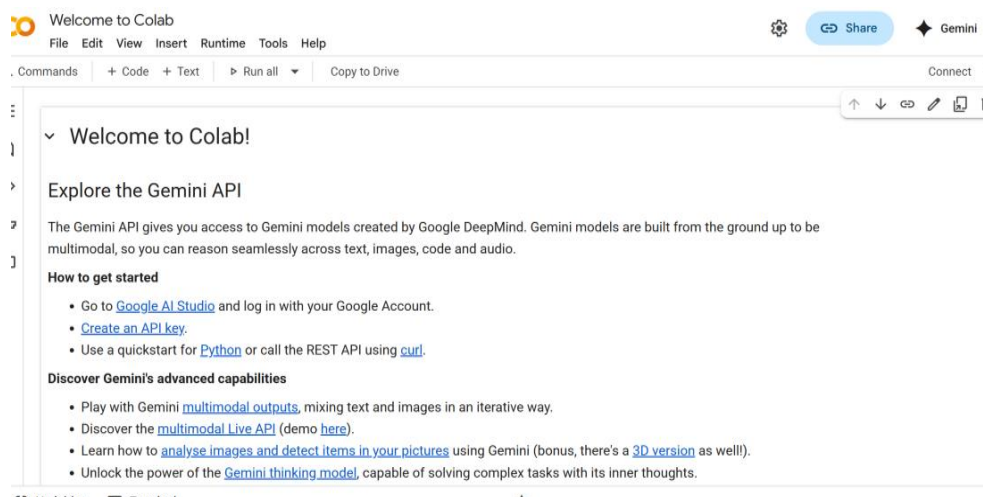 Welcome to Colab
File Edit View Insert Runtime Tools Help
Share
Gemini
Commands + Code + Text Run all Copy to Drive
Connect
Welcome to Colab!
Explore the Gemini API
The Gemini API gives you access to Gemini models created by Google DeepMind. Gemini models are built from the ground up to be
multimodal, so you can reason seamlessly across text, images, code and audio.
How to get started
• Go to Google AI Studio and log in with your Google Account.
• Create an API key.
• Use a quickstart for Python or call the REST API using curl.
Discover Gemini's advanced capabilities
• Play with Gemini multimodal outputs, mixing text and images in an iterative way.
• Discover the multimodal Live API (demo here).
• Learn how to analyse images and detect items in your pictures using Gemini (bonus, there's a 3D version as well!).
• Unlock the power of the Gemini thinking model, capable of solving complex tasks with its inner thoughts.